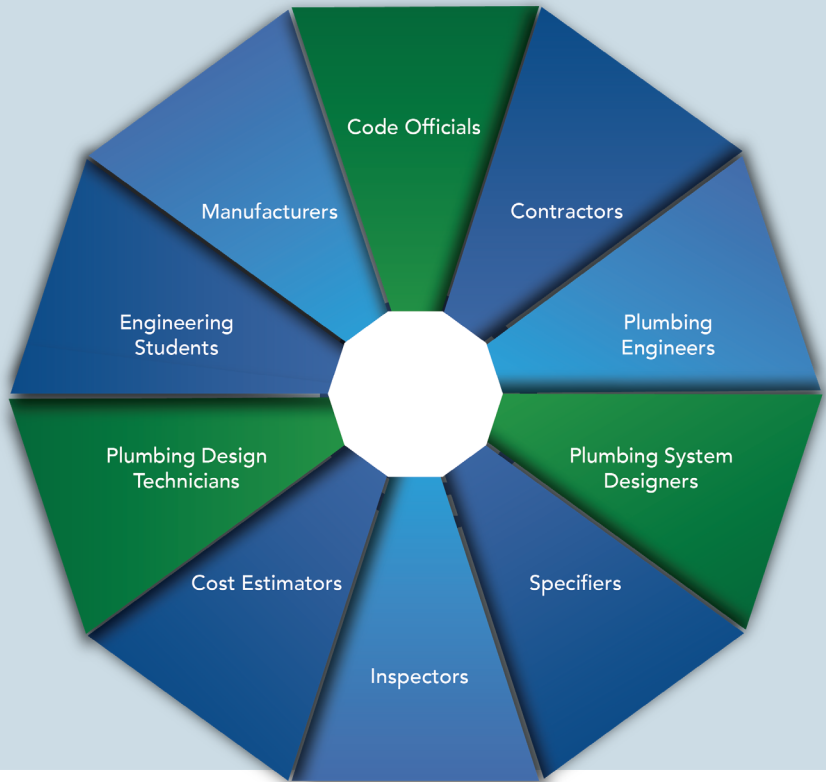 Code Officials
Contractors
Plumbing
Engineers
Plumbing System
Designers
Specifiers
Inspectors
Cost Estimators
Plumbing Design
Technicians
Engineering
Students
Manufacturers